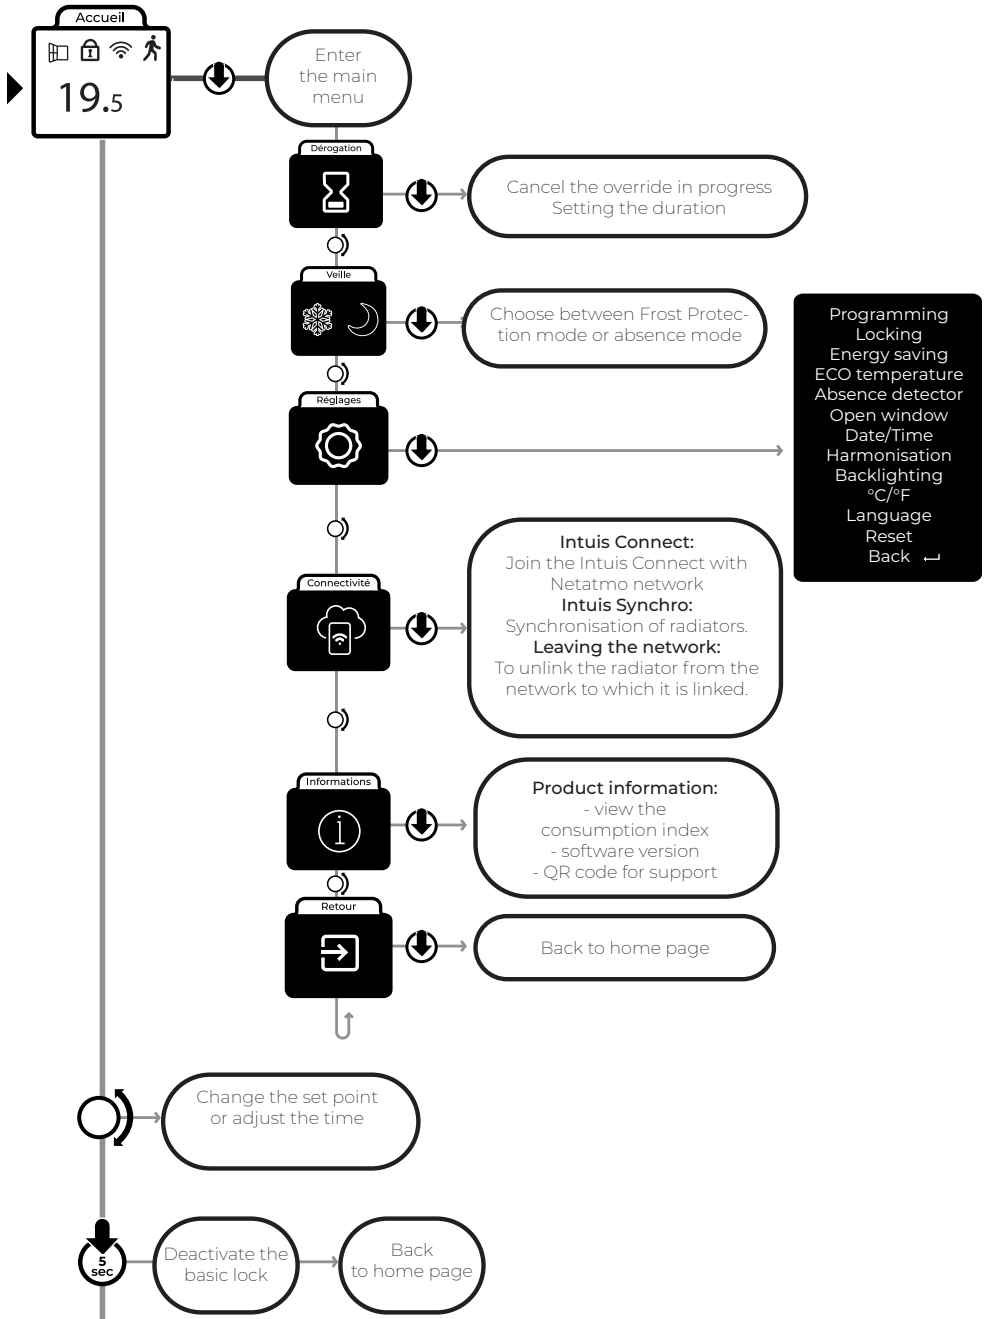 Accueil
19.5
Enter
the main
menu
Dérogation
Cancel the override in progress
Setting the duration
Veille
Choose between Frost Protec-
tion mode or absence mode
Réglages
Programming
Locking
Energy saving
ECO temperature
Absence detector
Open window
Date/Time
Harmonisation
Backlighting
°C/°F
Language
Reset
Back
Connectivité
Intuis Connect:
Join the Intuis Connect with
Netatmo network
Intuis Synchro:
Synchronisation of radiators.
Leaving the network:
To unlink the radiator from the
network to which it is linked.
Informations
Product information:
- view the
consumption index
- software version
- QR code for support
Retour
Back to home page
Change the set point
or adjust the time
5
sec
Deactivate the
basic lock
Back
to home page